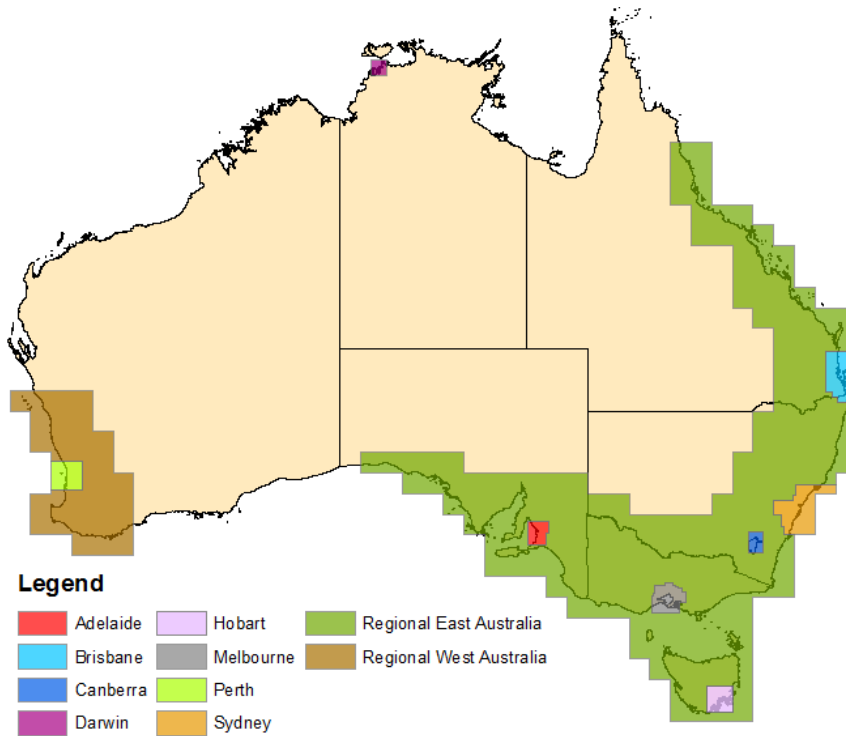 Legend
Adelaide Hobart Regional East Australia
Brisbane Melbourne Regional West Australia
Canberra Perth
Darwin Sydney